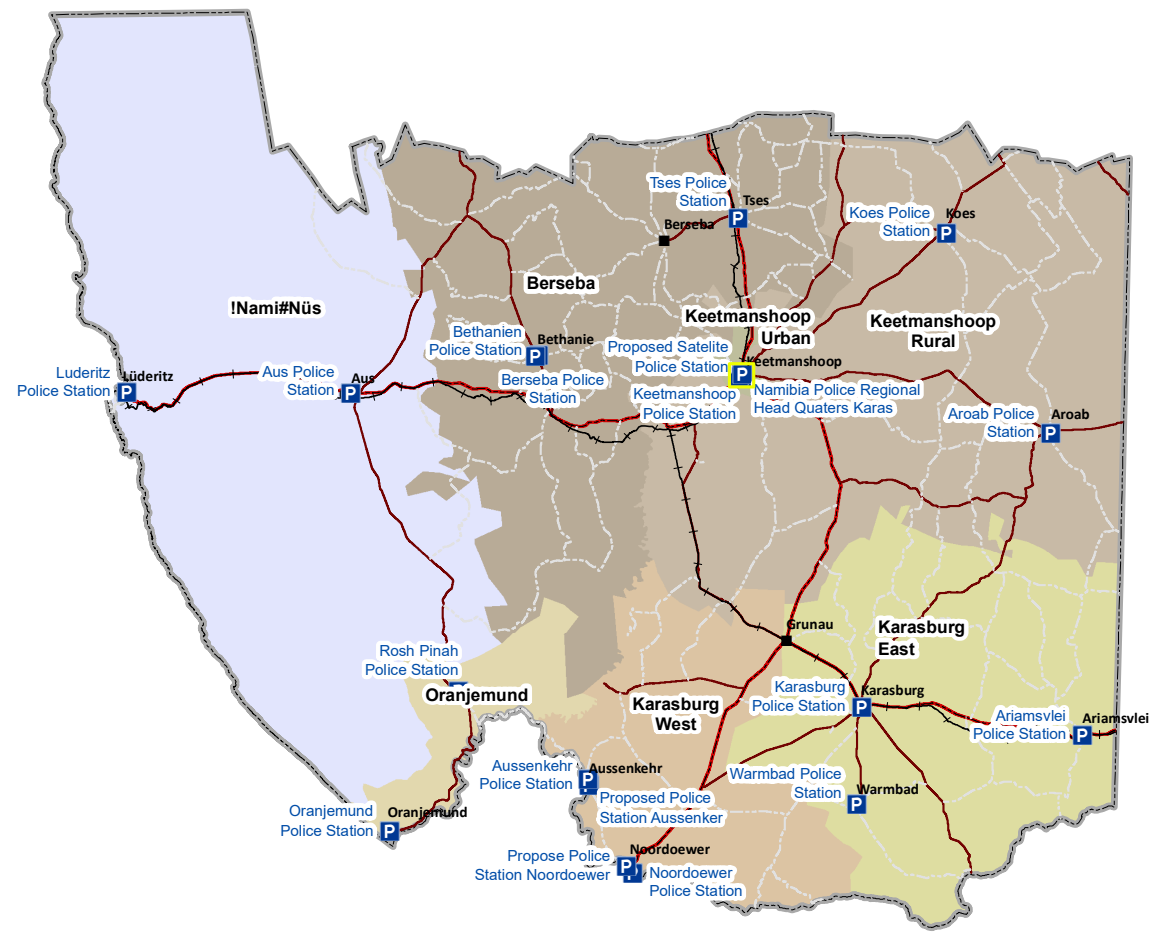 Tses Police
Station
Tses
Koes Police
Station
Koes
Berseba
Berseba
!Nami#Nüs
Keetmanshoop
Urban
Keetmanshoop
Rural
Bethanien
Police Station
Bethanie
Proposed Satelite
Police Station
Keetmanshoop
Luderitz
Police Station
Lüderitz
Aus Police
Station
Aus
Berseba Police
Station
Keetmanshoop
Police Station
Namibia Police Regional
Head Quaters Karas
Aroab Police
Station
Aroab
Grunau
Karasburg
East
Rosh Pinah
Police Station
Oranjemund
Karasburg
West
Karasburg
Police Station
Karasburg
Ariamsvlei
Police Station
Ariamsvlei
Aussenkehr
Police Station
Aussenkehr
Warmbad Police
Station
Warmbad
Proposed Police
Station Aussenker
Oranjemund
Police Station
Oranjemund
Propose Police
Station Noordoewer
Noordoewer
Noordoewer
Police Station
P
P
P
P
P
P
P
P
P
P
P
P
P